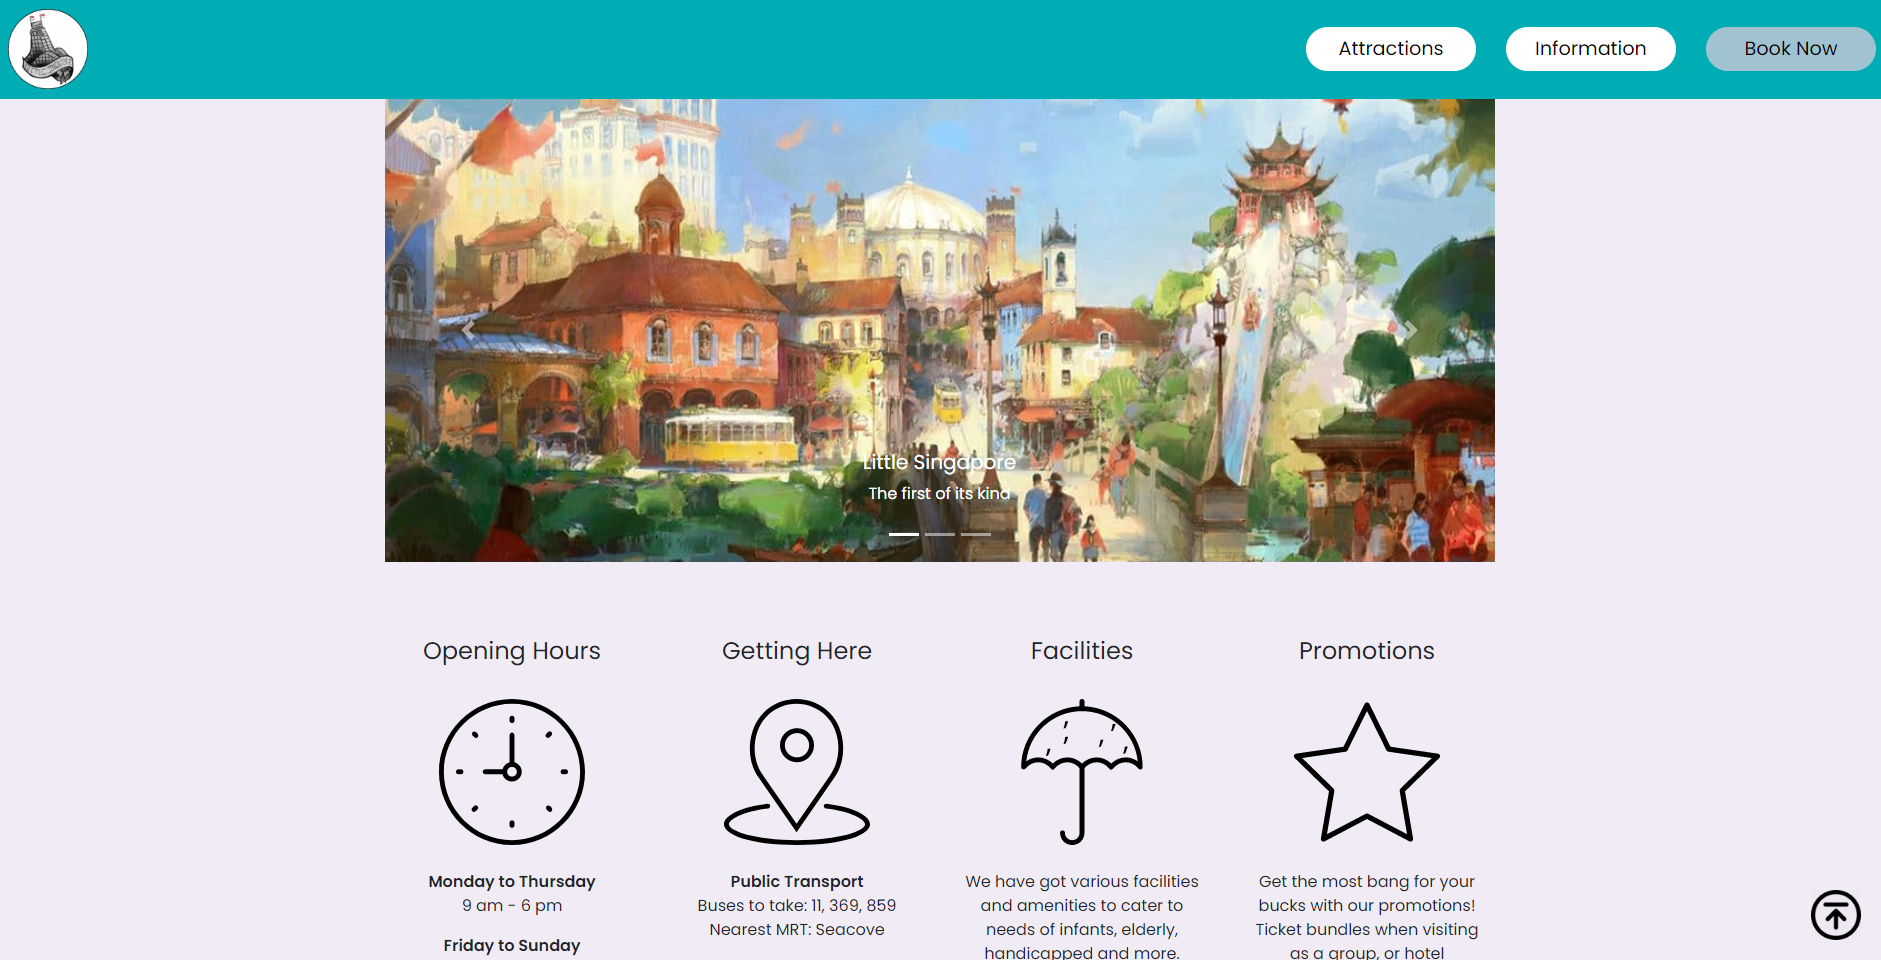 Attractions
Information
Book Now
Little Singapore
The first of its kind
Opening Hours
Getting Here
Facilities
Promotions
Monday to Thursday
9 am - 6 pm
Friday to Sunday
Public Transport
Buses to take: 11, 369, 859
Nearest MRT: Seacove
We have got various facilities
and amenities to cater to
needs of infants, elderly,
handicapped and more.
Get the most bang for your
bucks with our promotions!
Ticket bundles when visiting
as a group, or hotel